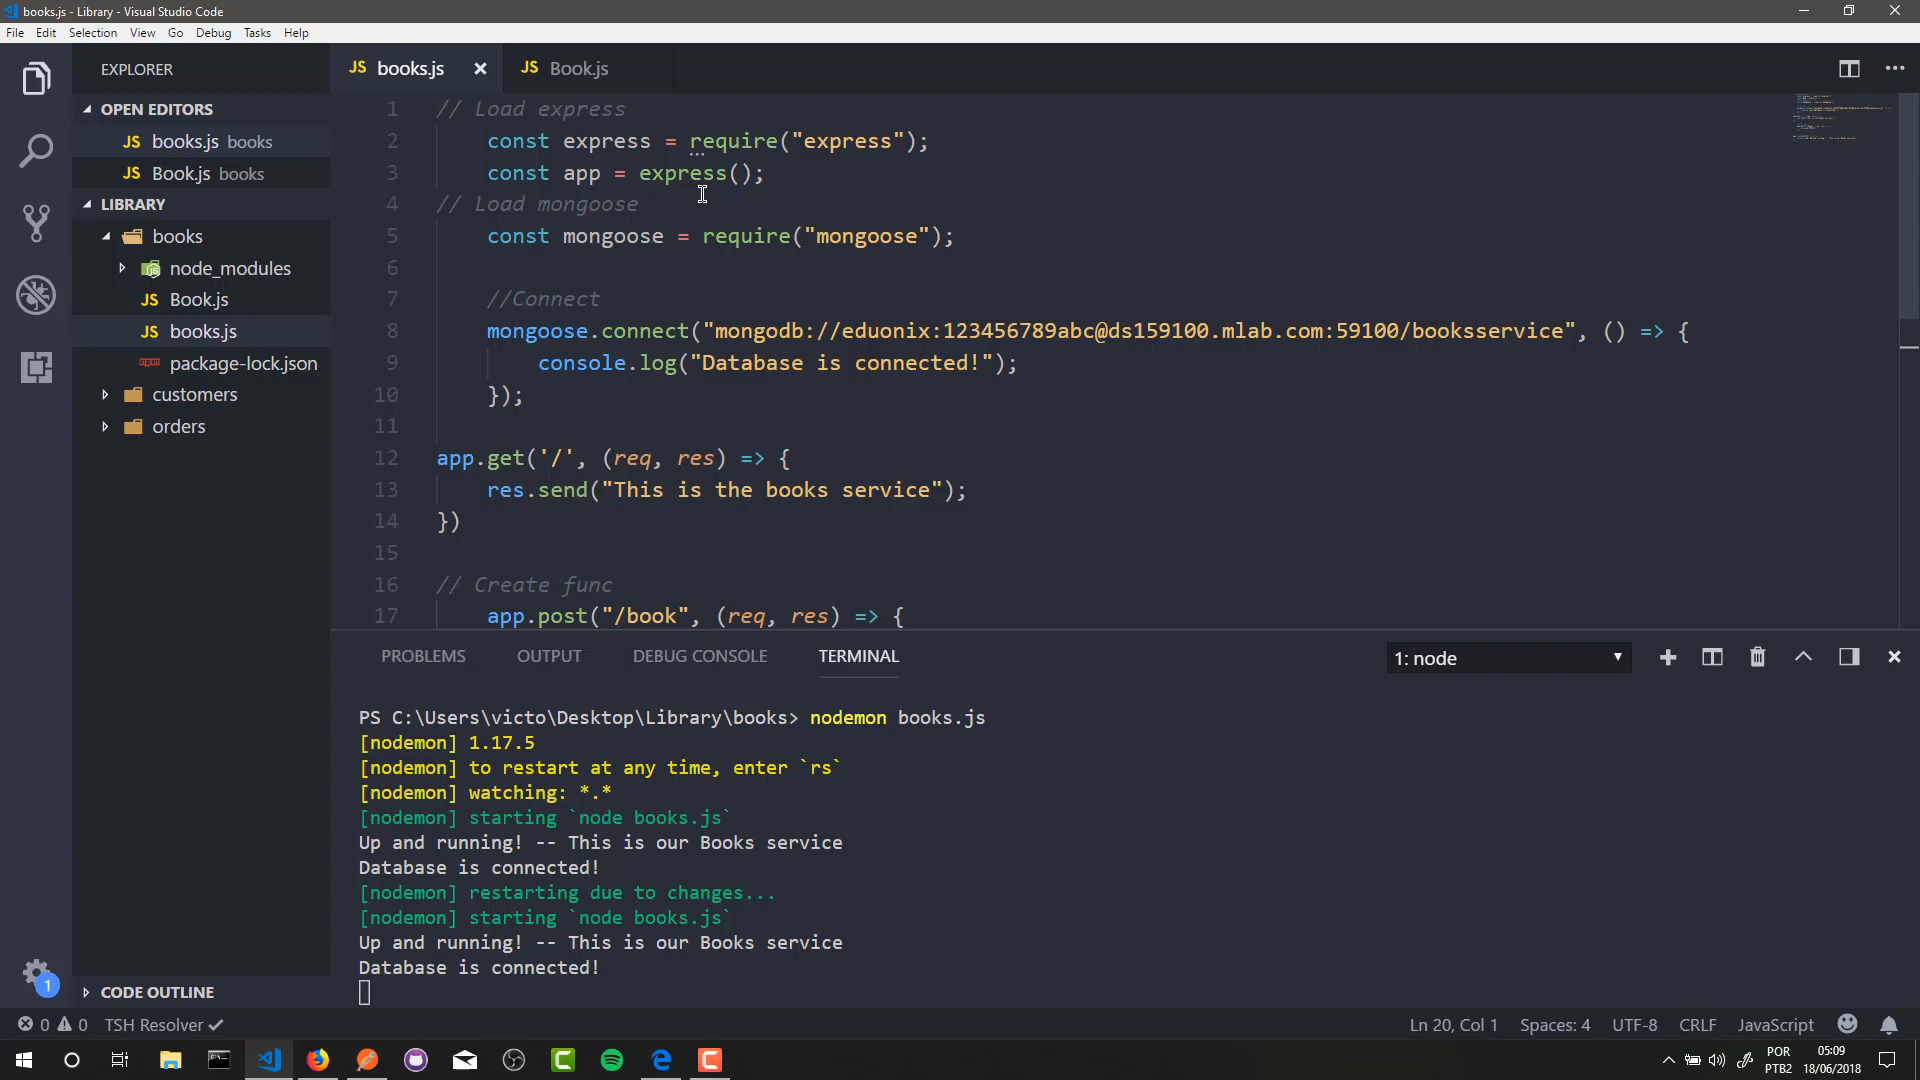 books.js - Library - Visual Studio Code
File Edit Selection View Go Debug Tasks Help
EXPLORER
OPEN EDITORS
JS books.js books
JS Book.js books
LIBRARY
books
node_modules
JS Book.js
JS books.js
package-lock.json
customers
orders
CODE OUTLINE
JS books.js
JS Book.js
1 // Load express
2 const express = require("express");
3 const app = express();
4 // Load mongoose
5 const mongoose = require("mongoose");
6
7 //Connect
8 mongoose.connect("mongodb://eduonix:123456789abc@ds159100.mlab.com:59100/booksservice", () => {
9 console.log("Database is connected!");
10 });
11
12 app.get('/', (req, res) => {
13 res.send("This is the books service");
14 })
15
16 // Create func
17 app.post("/book", (req, res) => {
PROBLEMS OUTPUT DEBUG CONSOLE TERMINAL
1: node
PS C:\Users\victo\Desktop\Library\books> nodemon books.js
[nodemon] 1.17.5
[nodemon] to restart at any time, enter `rs`
[nodemon] watching: *.*
[nodemon] starting `node books.js`
Up and running! -- This is our Books service
Database is connected!
[nodemon] restarting due to changes...
[nodemon] starting `node books.js`
Up and running! -- This is our Books service
Database is connected!
1
0 0 TSH Resolver
Ln 20, Col 1 Spaces: 4 UTF-8 CRLF JavaScript
POR
PTB2
05:09
18/06/2018